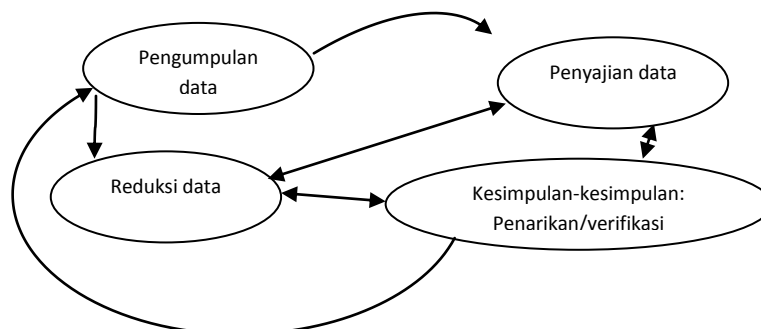 Pengumpulan
data
Penyajian data
Reduksi data
Kesimpulan-kesimpulan:
Penarikan/verifikasi